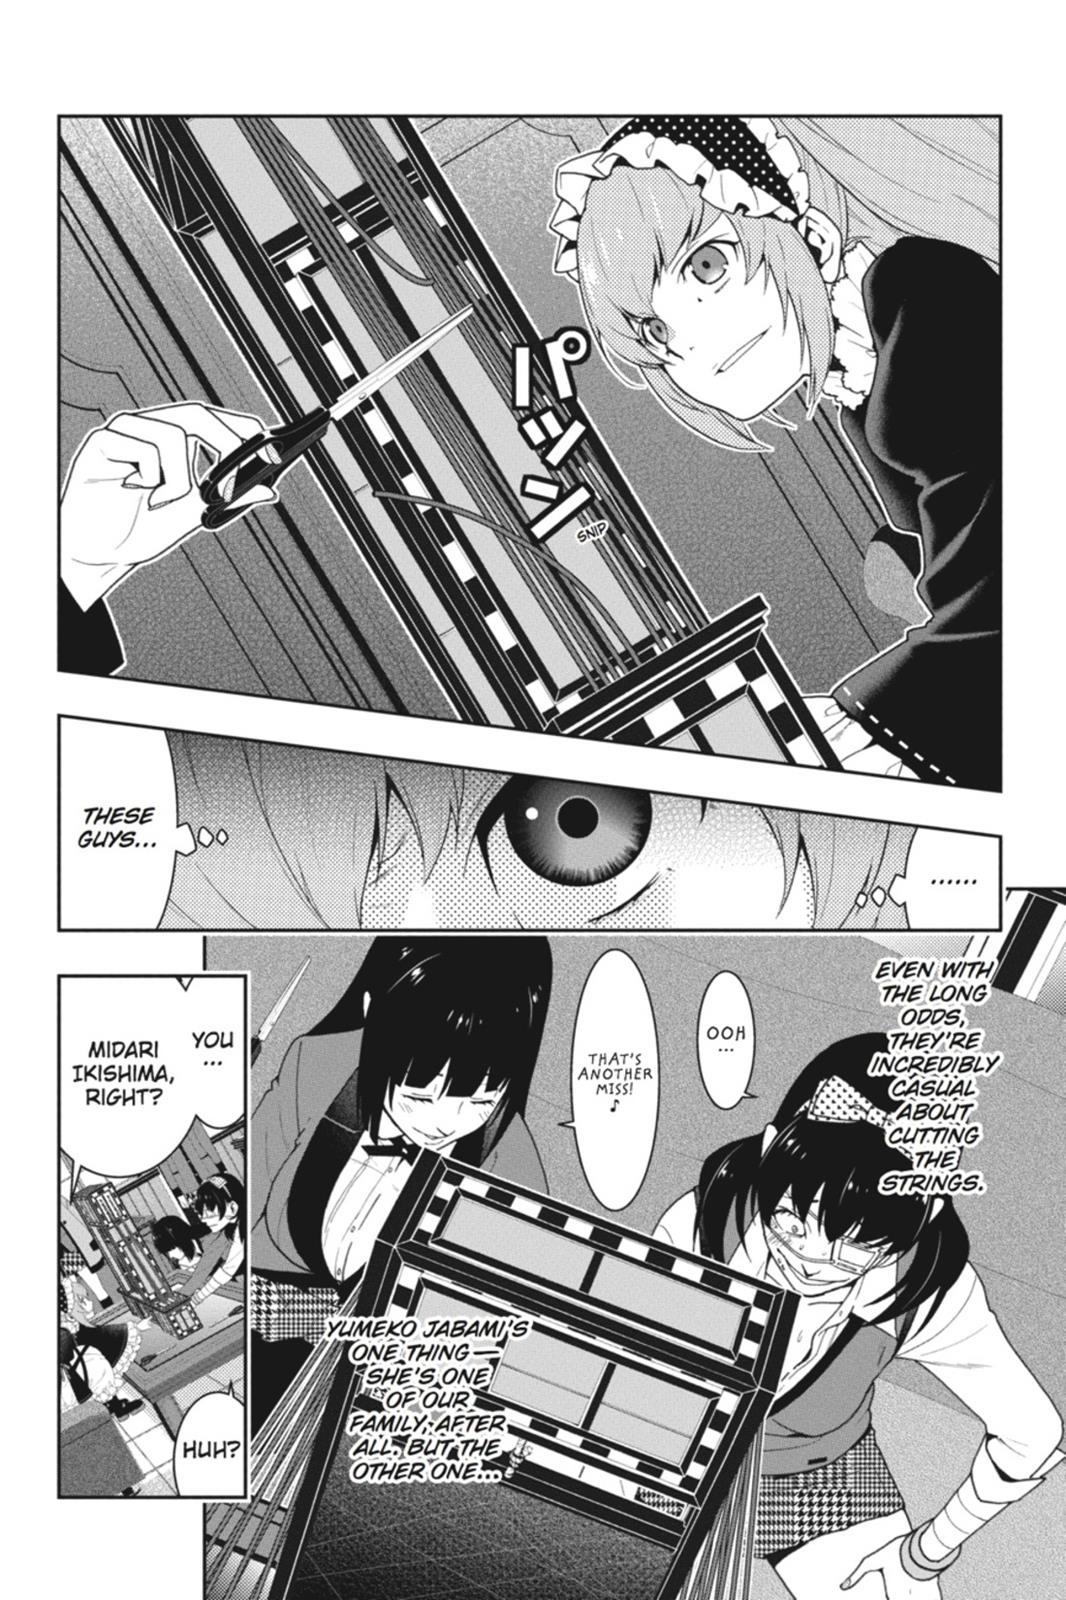 パツン
SNIP
......
THESE
GUYS...
EVEN WITH
THE LONG
ODDS,
THEY'RE
INCREDIBLY
CASUAL
ABOUT
CUTTING
THE
STRINGS.
OOH
...
THAT'S
ANOTHER
MISS!
♪
YUMEKO JABAMI'S
ONE THING—
SHE'S ONE
OF OUR
FAMILY, AFTER
ALL, BUT THE
OTHER ONE...
YOU
...
MIDARI
IKISHIMA,
RIGHT?
HUH?